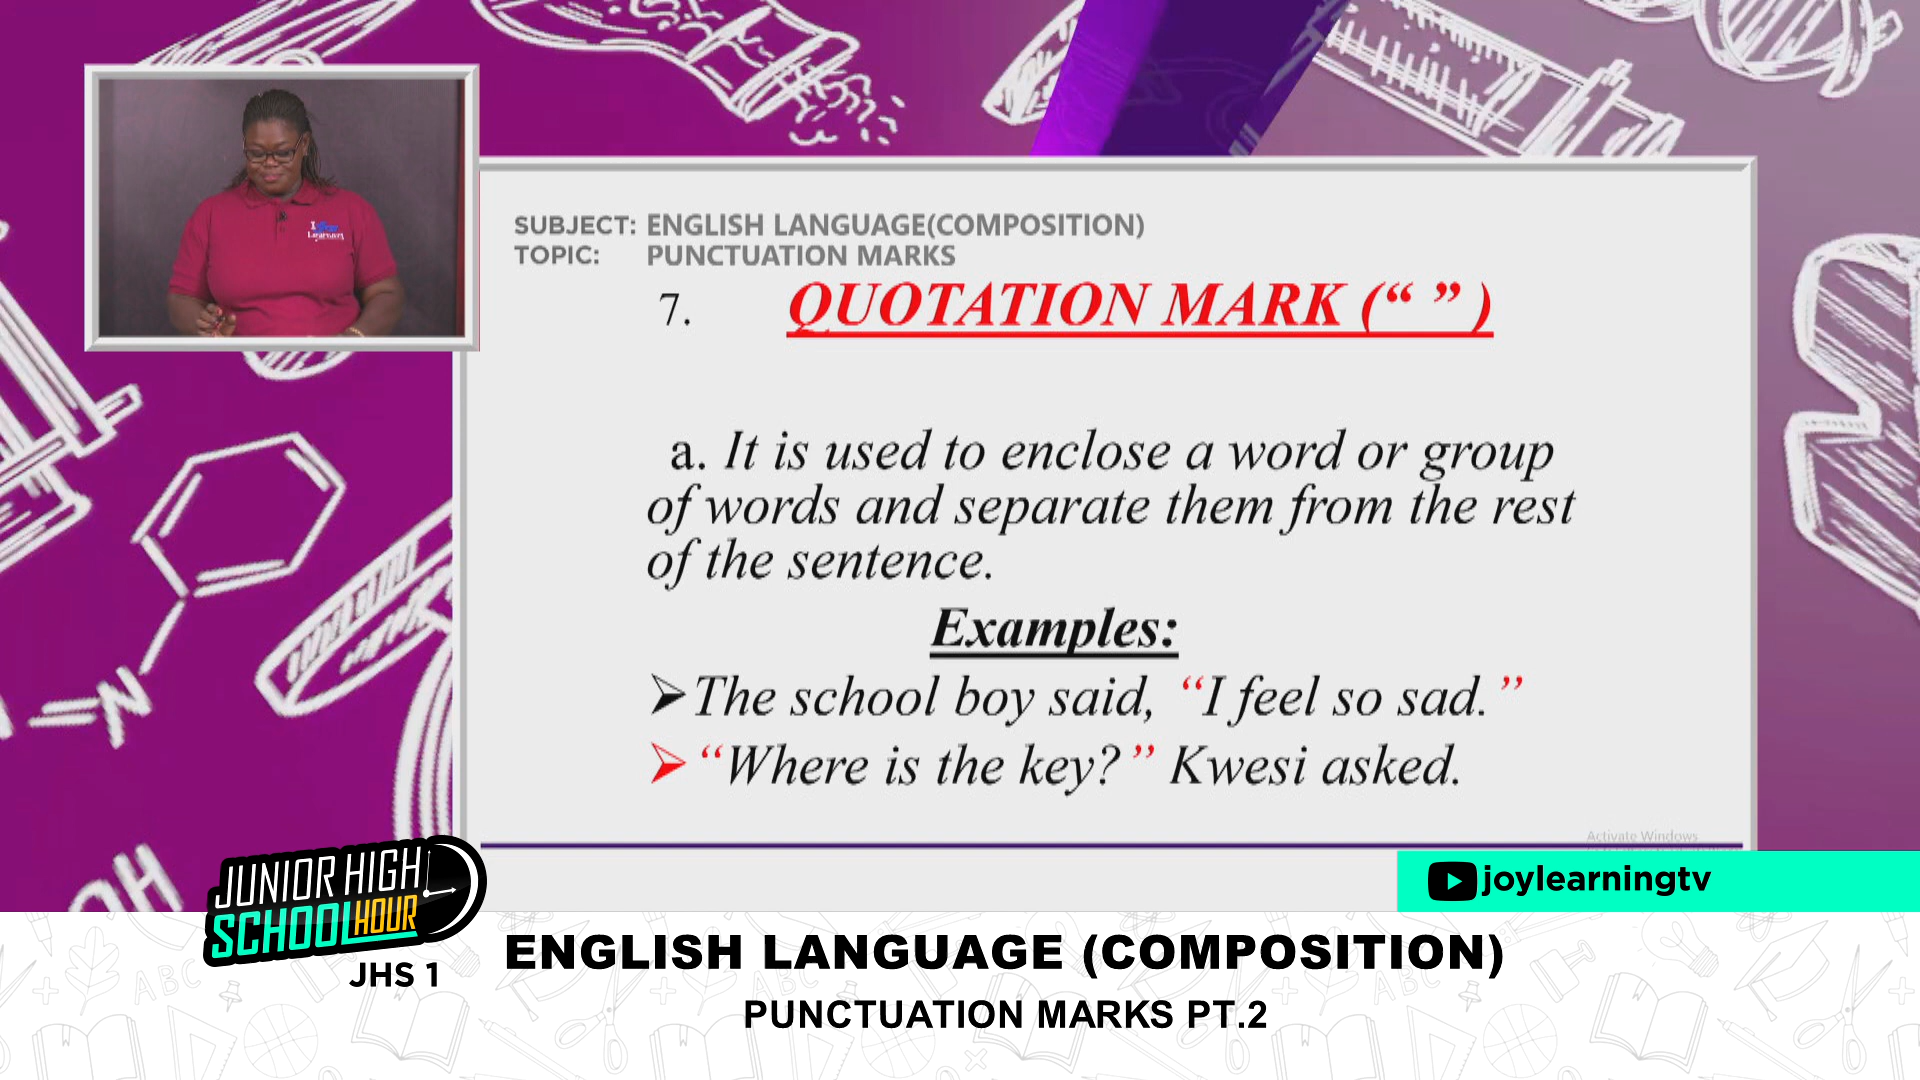 SUBJECT: ENGLISH LANGUAGE(COMPOSITION)
TOPIC: PUNCTUATION MARKS
7. QUOTATION MARK (“ ” )
a. It is used to enclose a word or group
of words and separate them from the rest
of the sentence.
Examples:
➢The school boy said, “I feel so sad.”
➢“Where is the key?” Kwesi asked.
Activate Windows
joylearningtv
JUNIOR HIGH
SCHOOL HOUR
JHS 1
ENGLISH LANGUAGE (COMPOSITION)
PUNCTUATION MARKS PT.2